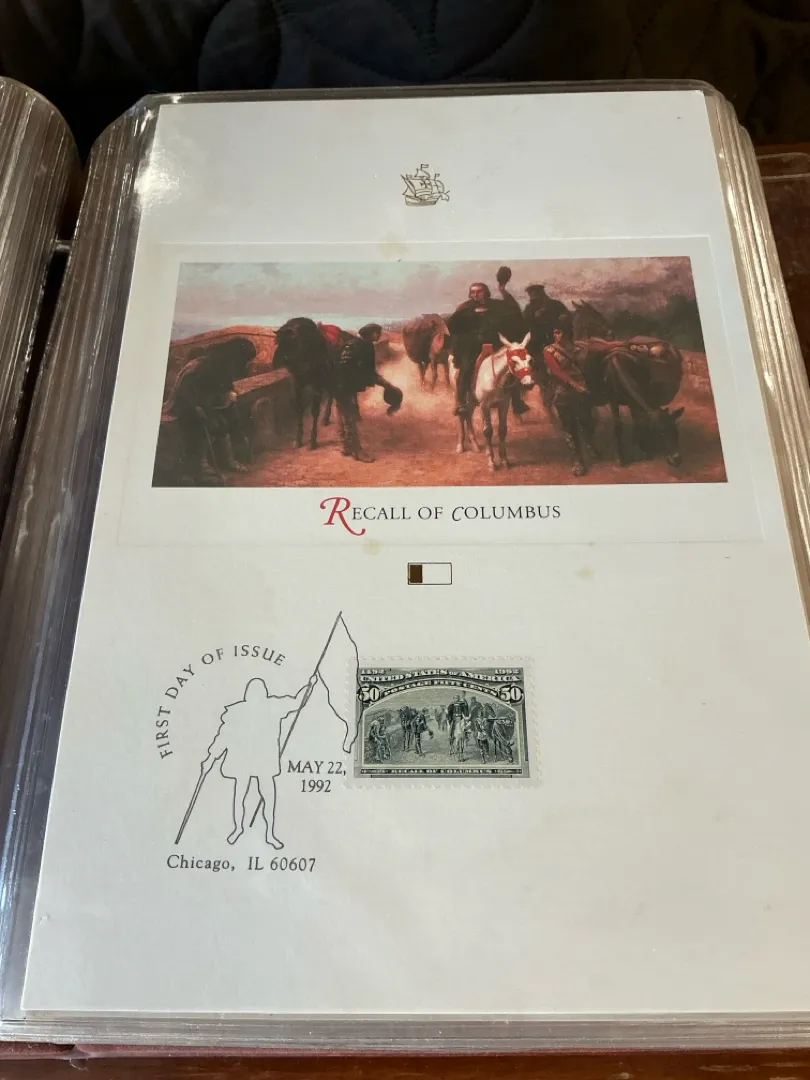 RECALL OF COLUMBUS
FIRST DAY OF ISSUE
MAY 22,
1992
Chicago, IL 60607
1492 1992
UNITED STATES OF AMERICA
50 POSTAGE FIFTY CENTS 50
RECALL OF COLUMBUS